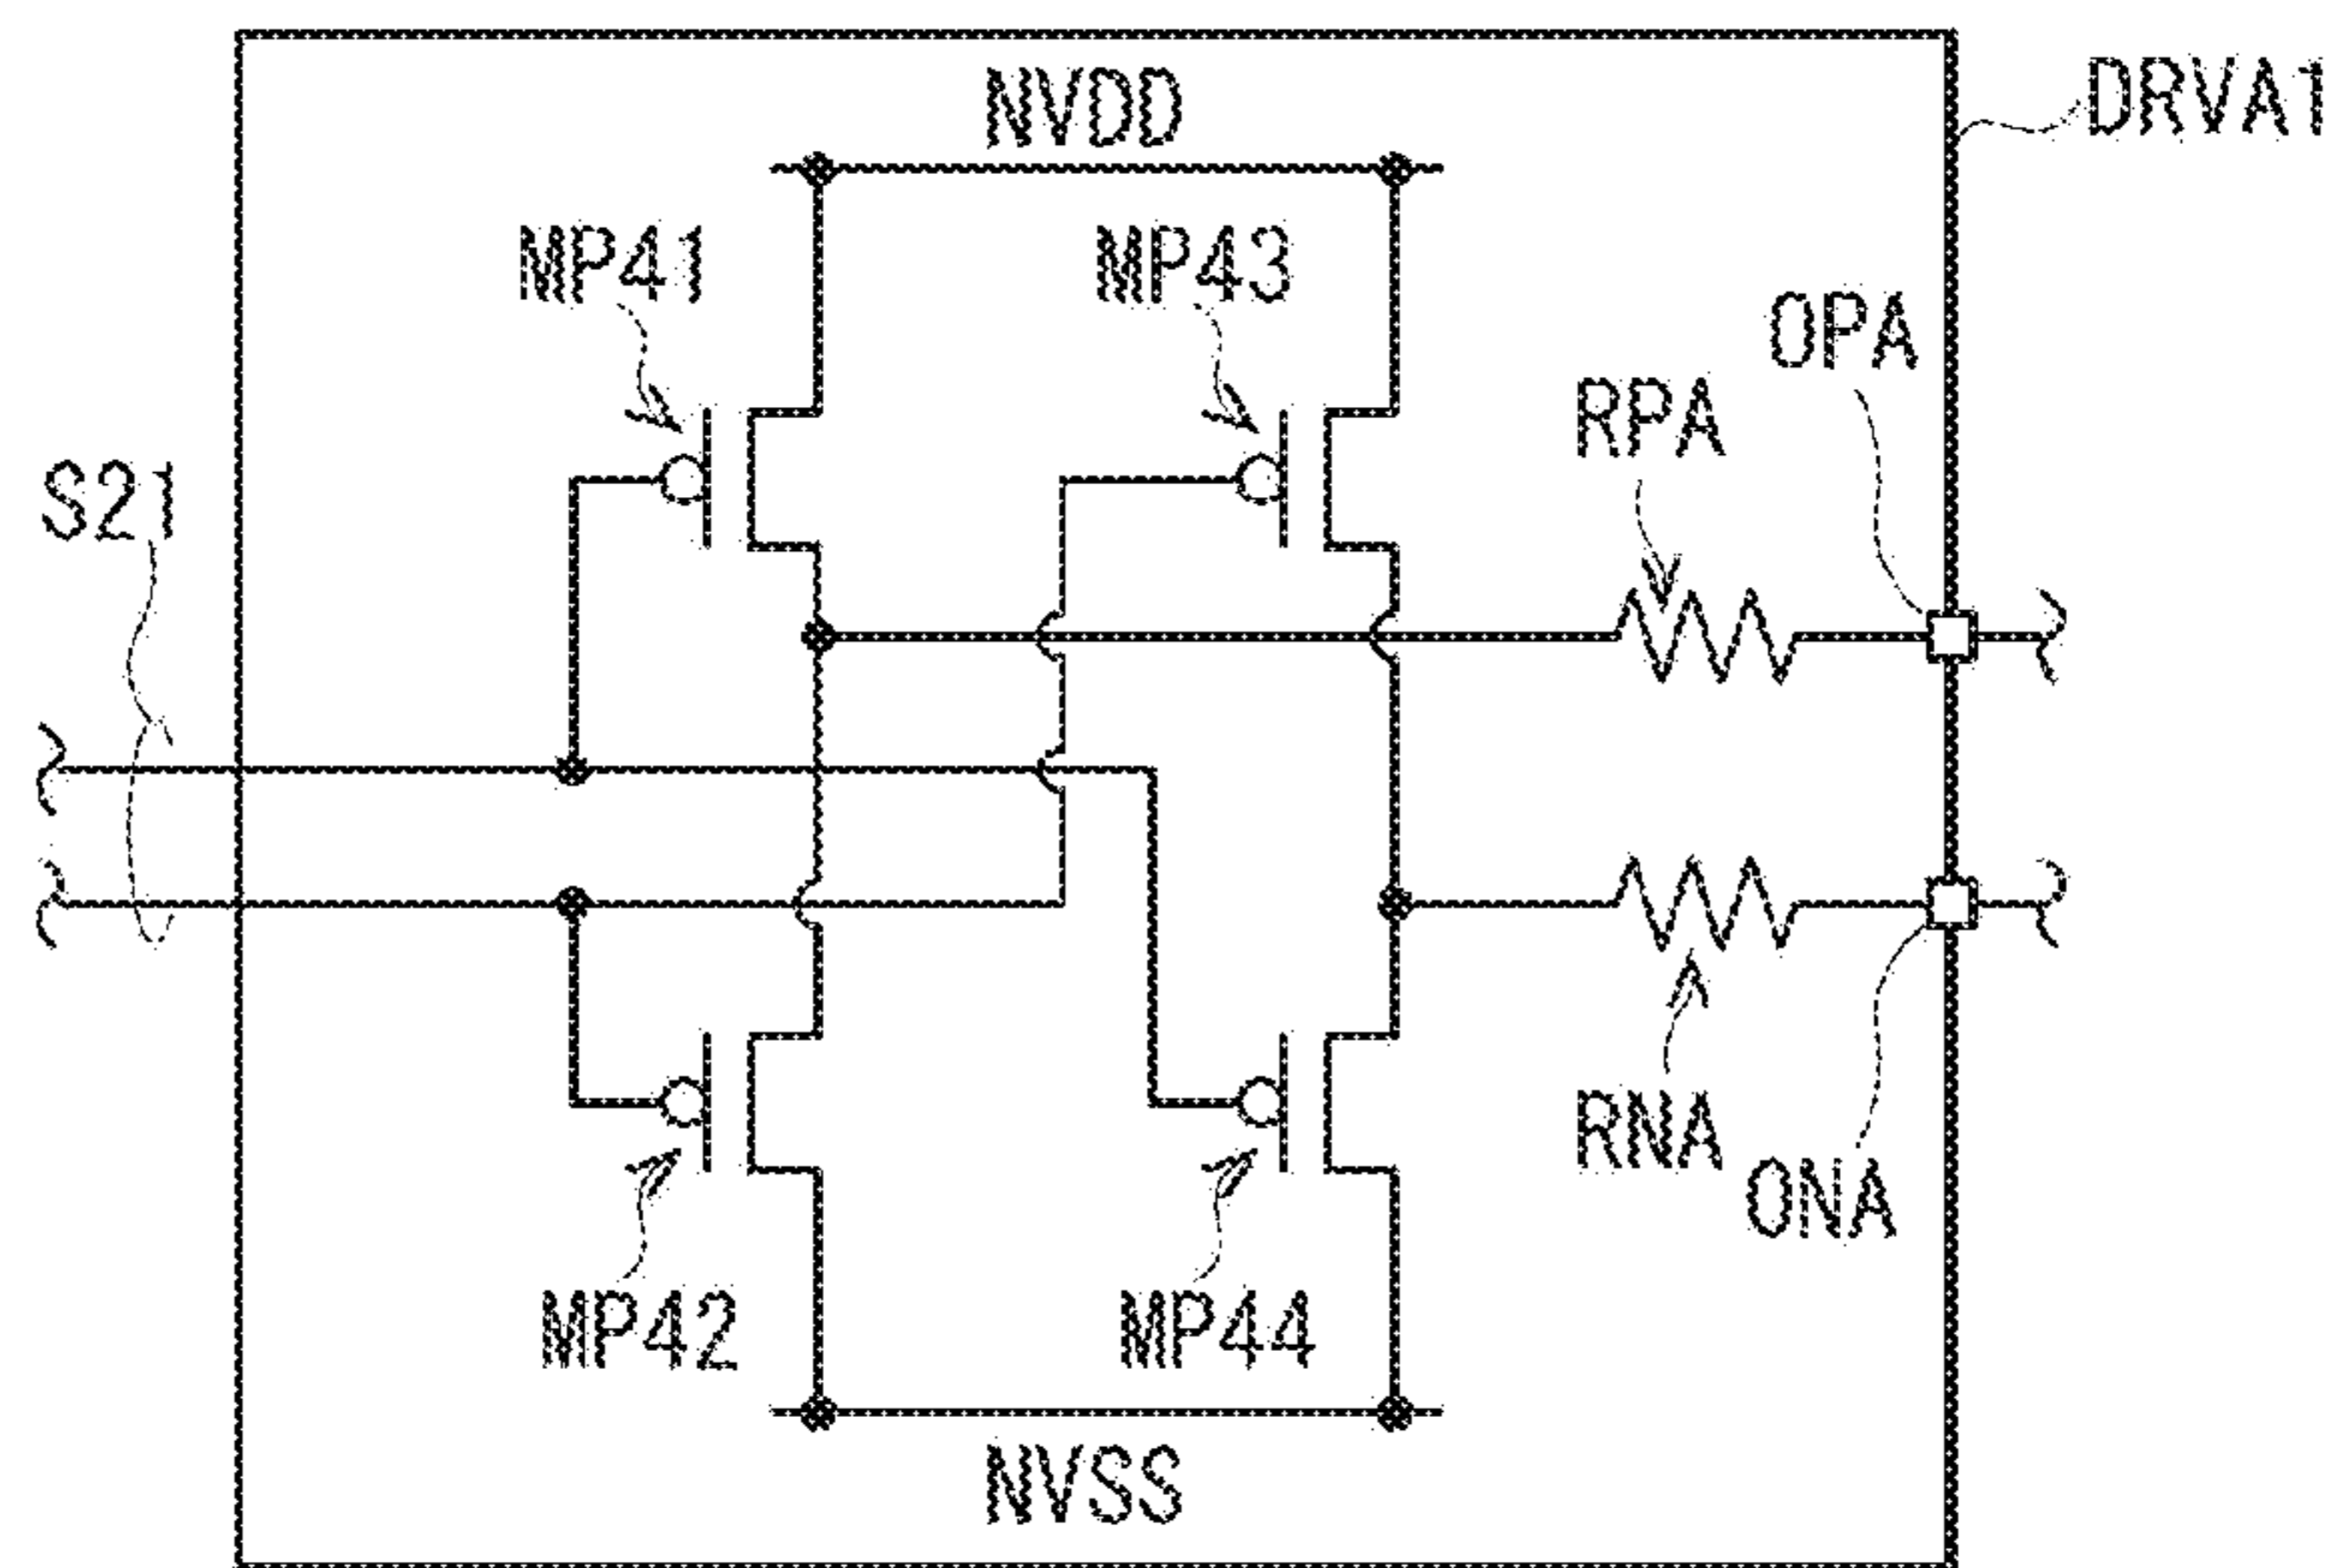 NVDD
DRVA1
MP41
MP43
OPA
RPA
S21
RNA
ONA
MP42
MP44
NVSS